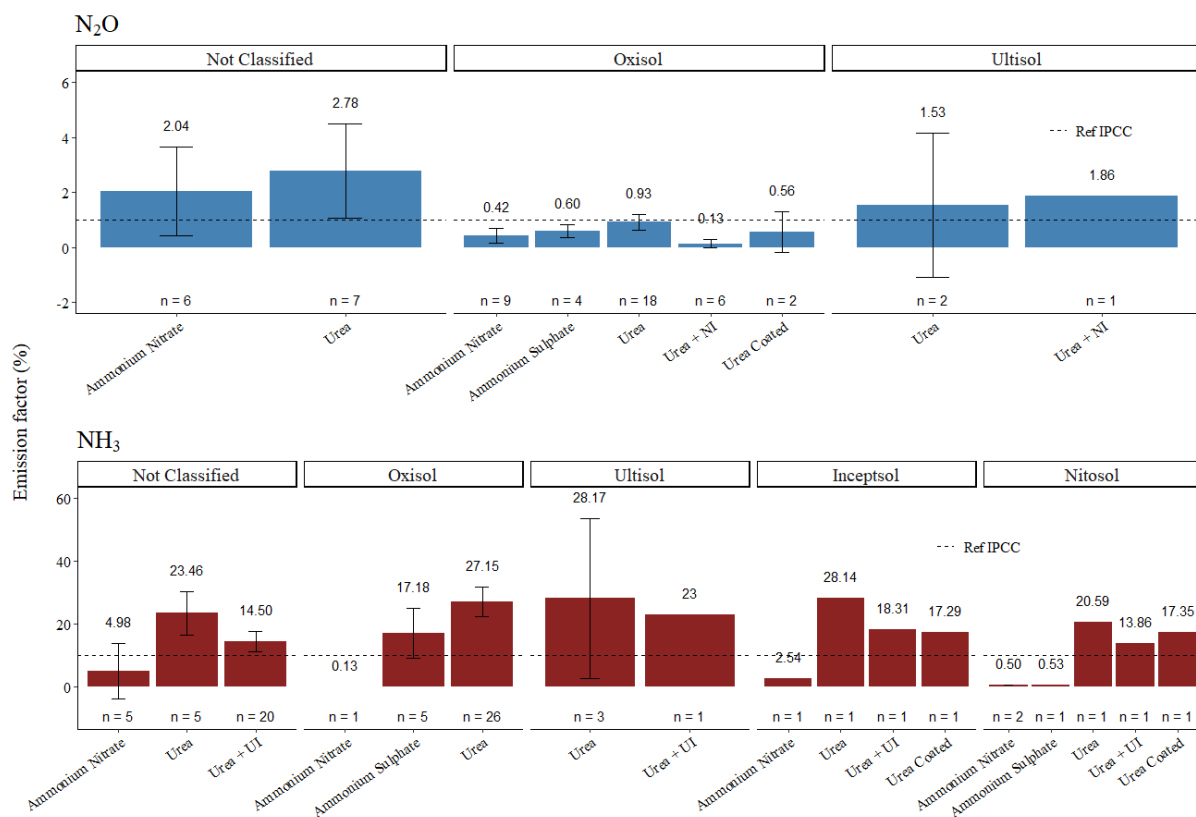 N₂O
Not Classified Oxisol Ultisol
6
4
2
0
-2
2.04 2.78 0.42 0.60 0.93 0.13 0.56 1.53 1.86
Ref IPCC
n = 6 n = 7 n = 9 n = 4 n = 18 n = 6 n = 2 n = 2 n = 1
Ammonium Nitrate Urea Ammonium Nitrate Ammonium Sulphate Urea Urea + NI Urea Coated Urea Urea + NI
Emission factor (%)
NH₃
Not Classified Oxisol Ultisol Inceptsol Nitosol
60
40
20
0
4.98 23.46 14.50 0.13 17.18 27.15 28.17 23 2.54 28.14 18.31 17.29 0.50 0.53 20.59 13.86 17.35
Ref IPCC
n = 5 n = 5 n = 20 n = 1 n = 5 n = 26 n = 3 n = 1 n = 1 n = 1 n = 1 n = 1 n = 2 n = 1 n = 1 n = 1 n = 1
Ammonium Nitrate Urea Urea + UI Ammonium Nitrate Ammonium Sulphate Urea Urea Urea + UI Ammonium Nitrate Urea Urea + UI Urea Coated Ammonium Nitrate Ammonium Sulphate Urea Urea + UI Urea Coated